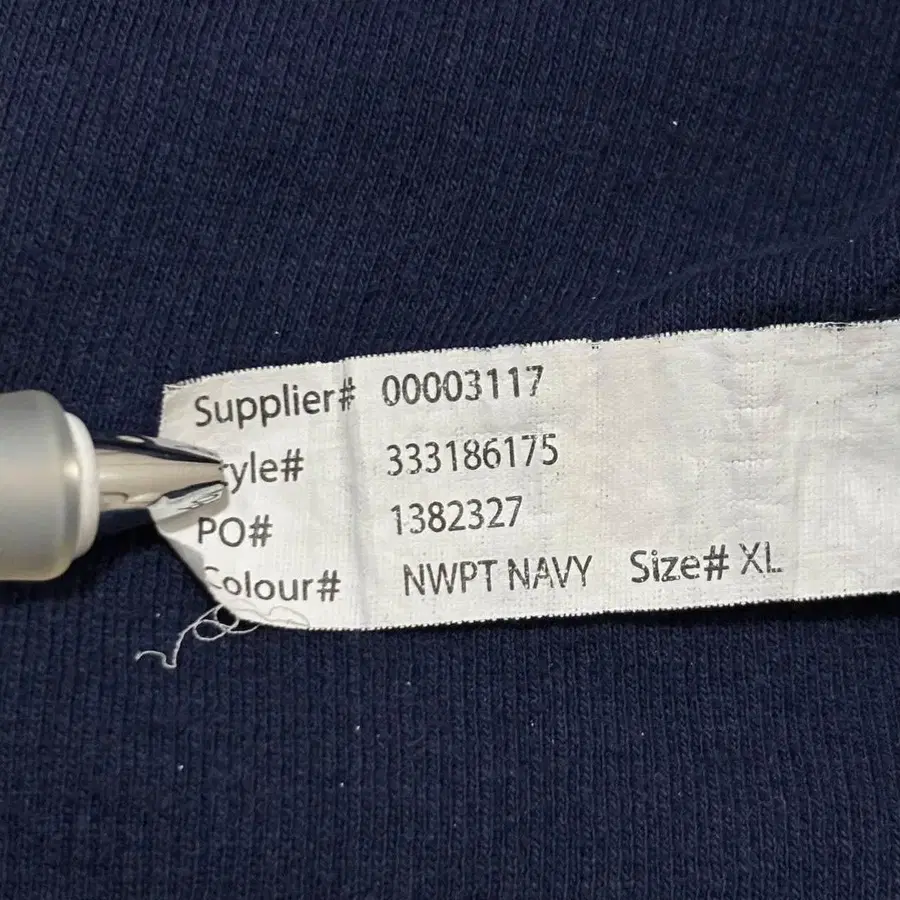 Supplier# 00003117
tyle# 333186175
PO# 1382327
Colour# NWPT NAVY Size# XL